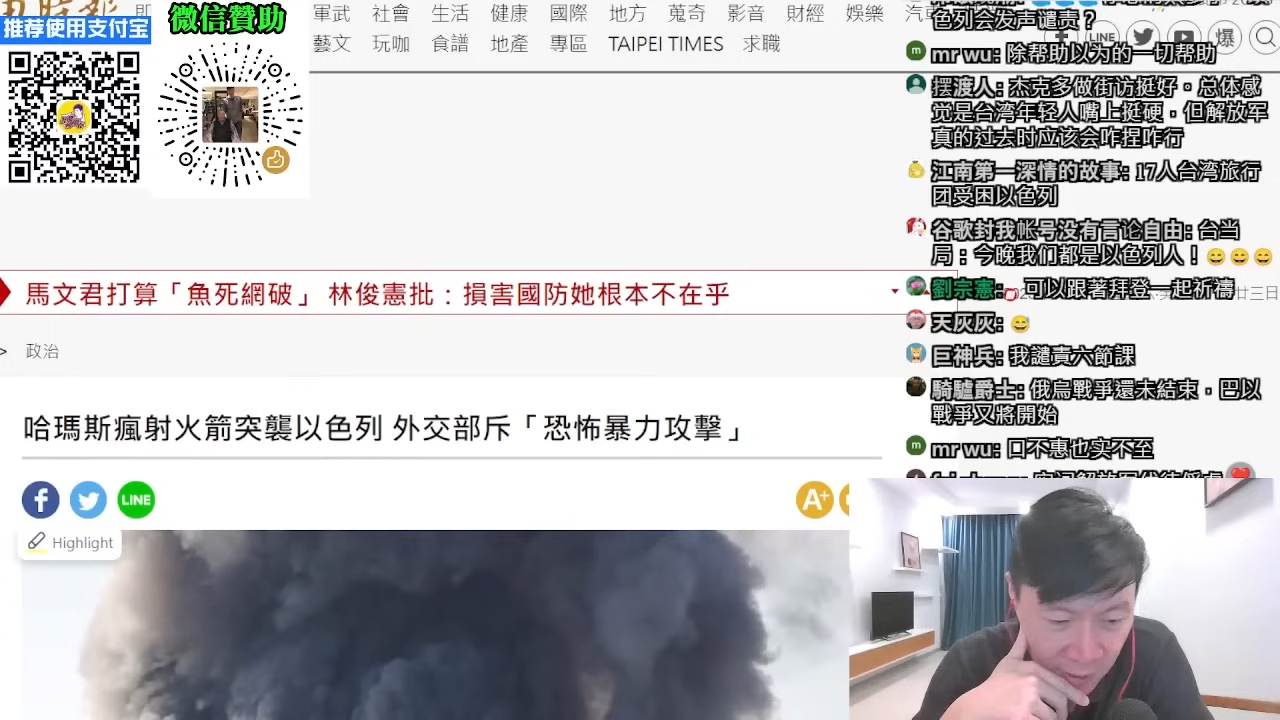 推荐使用支付宝
微信贊助
軍武 社會 生活 健康 國際 地方 蒐奇 影音 財經 娛樂
藝文 玩咖 食譜 地產 專區 TAIPEI TIMES 求職
馬文君打算「魚死網破」 林俊憲批：損害國防她根本不在乎
> 政治
哈瑪斯瘋射火箭突襲以色列 外交部斥「恐怖暴力攻擊」
LINE
A+
Highlight
色列会发声谴责？
mr wu: 除帮助以为的一切帮助
摆渡人: 杰克多做街访挺好。总体感
觉是台湾年轻人嘴上挺硬，但解放军
真的过去时应该会咋捏咋行
江南第一深情的故事: 17人台湾旅行
团受困以色列
谷歌封我帐号没有言论自由: 台当
局：今晚我们都是以色列人！😄😄😄
劉宗憲: 可以跟著拜登一起祈禱
天灰灰: 😅
巨神兵: 我譴責六節課
騎驢爵士: 俄烏戰爭還未結束，巴以
戰爭又將開始
mr wu: 口不惠也实不至